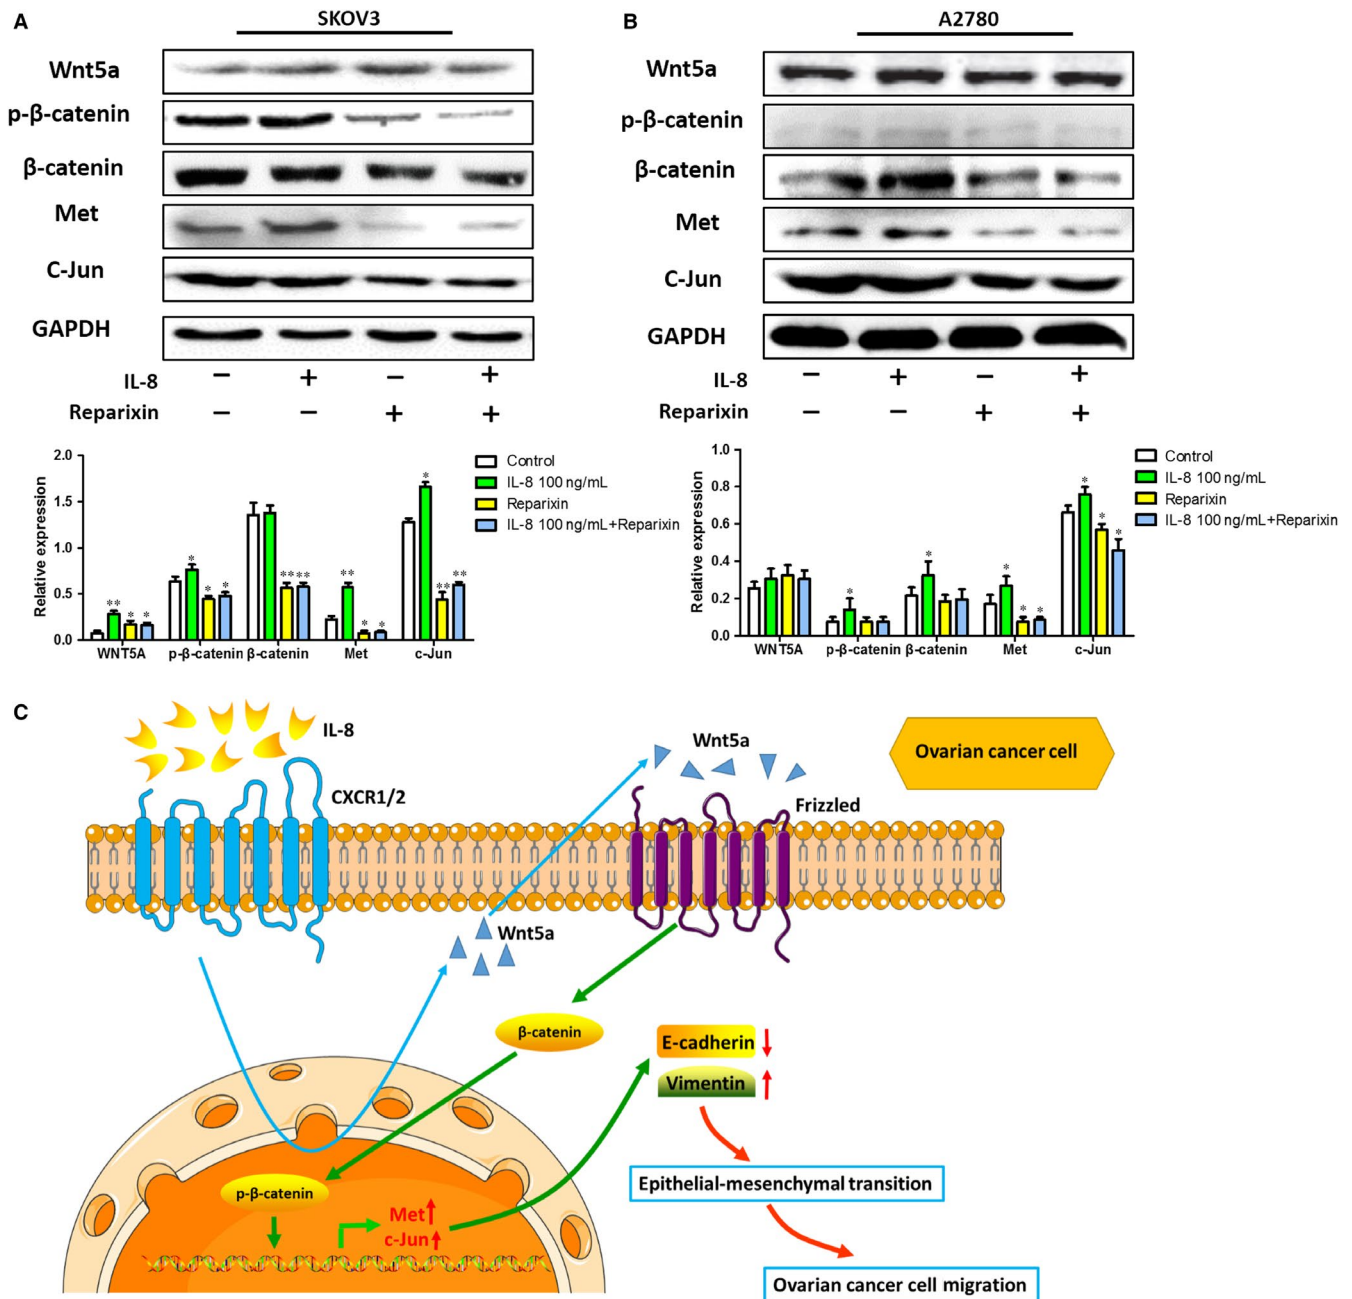 A
SKOV3
Wnt5a
p-β-catenin
β-catenin
Met
C-Jun
GAPDH
IL-8 − + − +
Reparixin − − + +
Relative expression
2.0
1.5
1.0
0.5
0.0
** * *
* * *
** **
** * *
* ** **
WNT5A p-β-catenin β-catenin Met c-Jun
Control
IL-8 100 ng/mL
Reparixin
IL-8 100 ng/mL+Reparixin
B
A2780
Wnt5a
p-β-catenin
β-catenin
Met
C-Jun
GAPDH
IL-8 − + − +
Reparixin − − + +
Relative expression
1.0
0.8
0.6
0.4
0.2
0.0
*
*
* * *
* * *
WNT5A p-β-catenin β-catenin Met c-Jun
Control
IL-8 100 ng/mL
Reparixin
IL-8 100 ng/mL+Reparixin
C
IL-8
CXCR1/2
Wnt5a
Frizzled
Ovarian cancer cell
Wnt5a
β-catenin
E-cadherin
Vimentin
p-β-catenin
Met
c-Jun
Epithelial-mesenchymal transition
Ovarian cancer cell migration